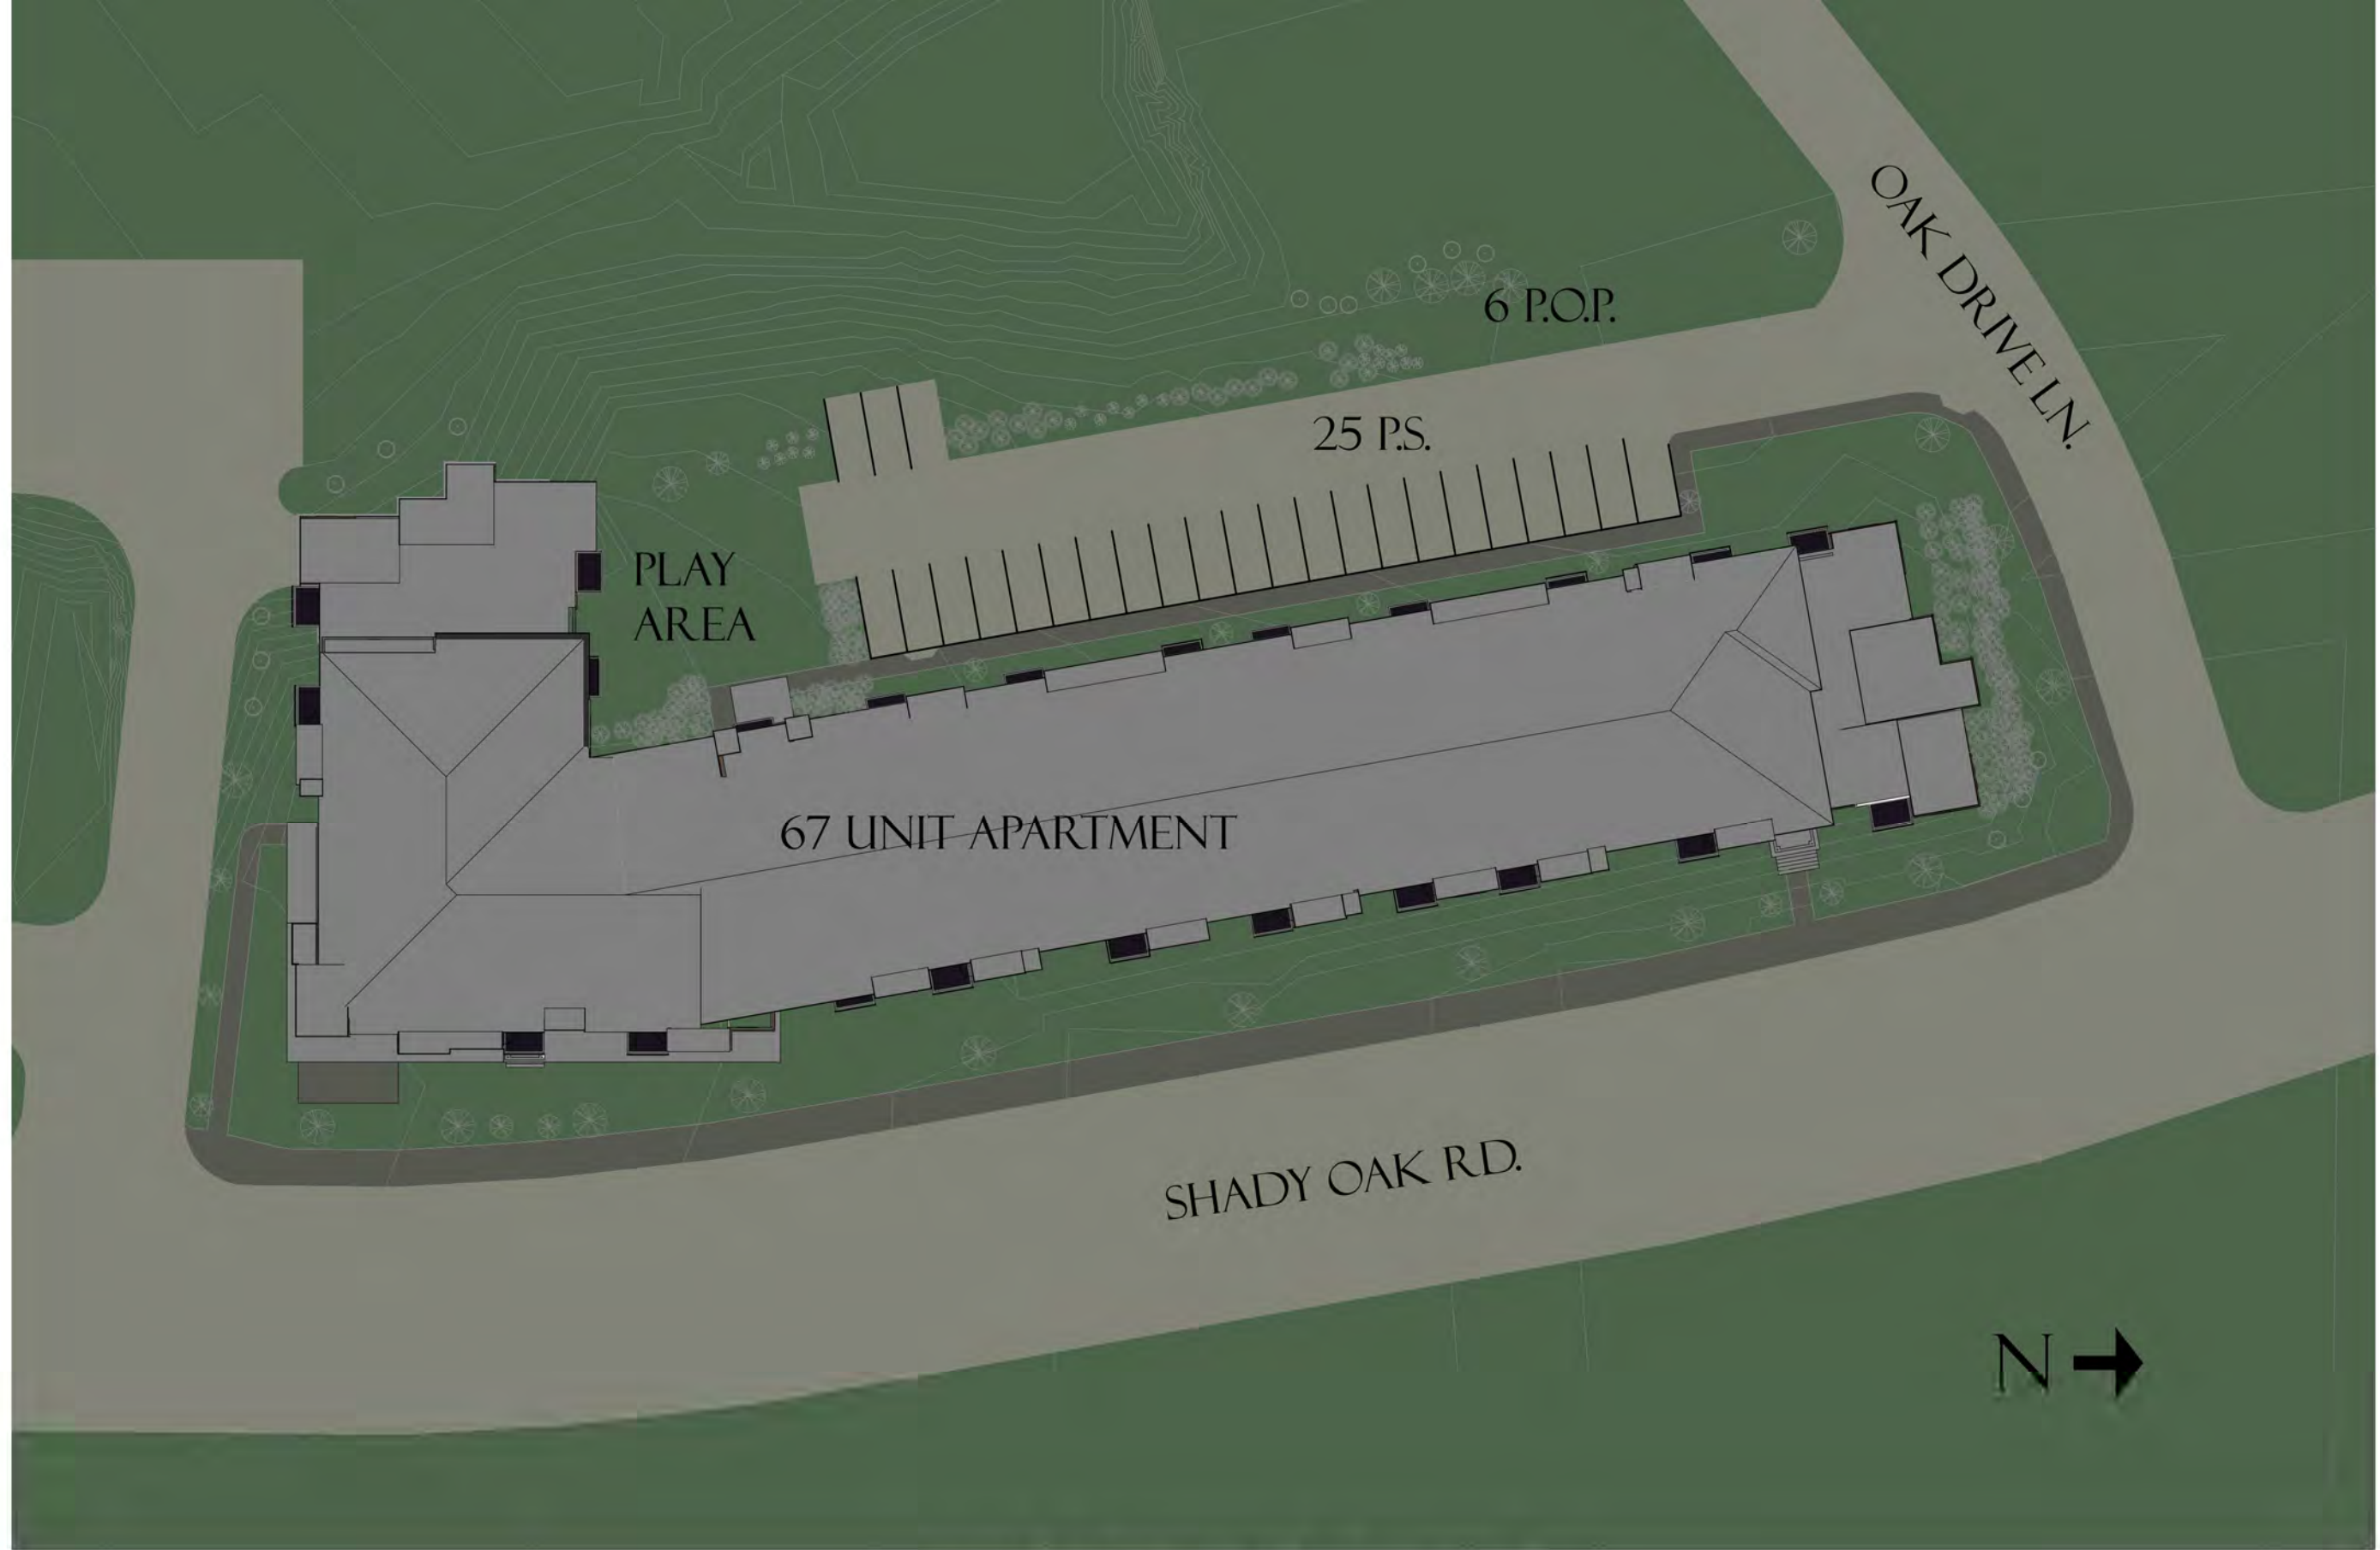 OAK DRIVE LN.
6 P.O.P.
25 P.S.
PLAY
AREA
67 UNIT APARTMENT
SHADY OAK RD.
N